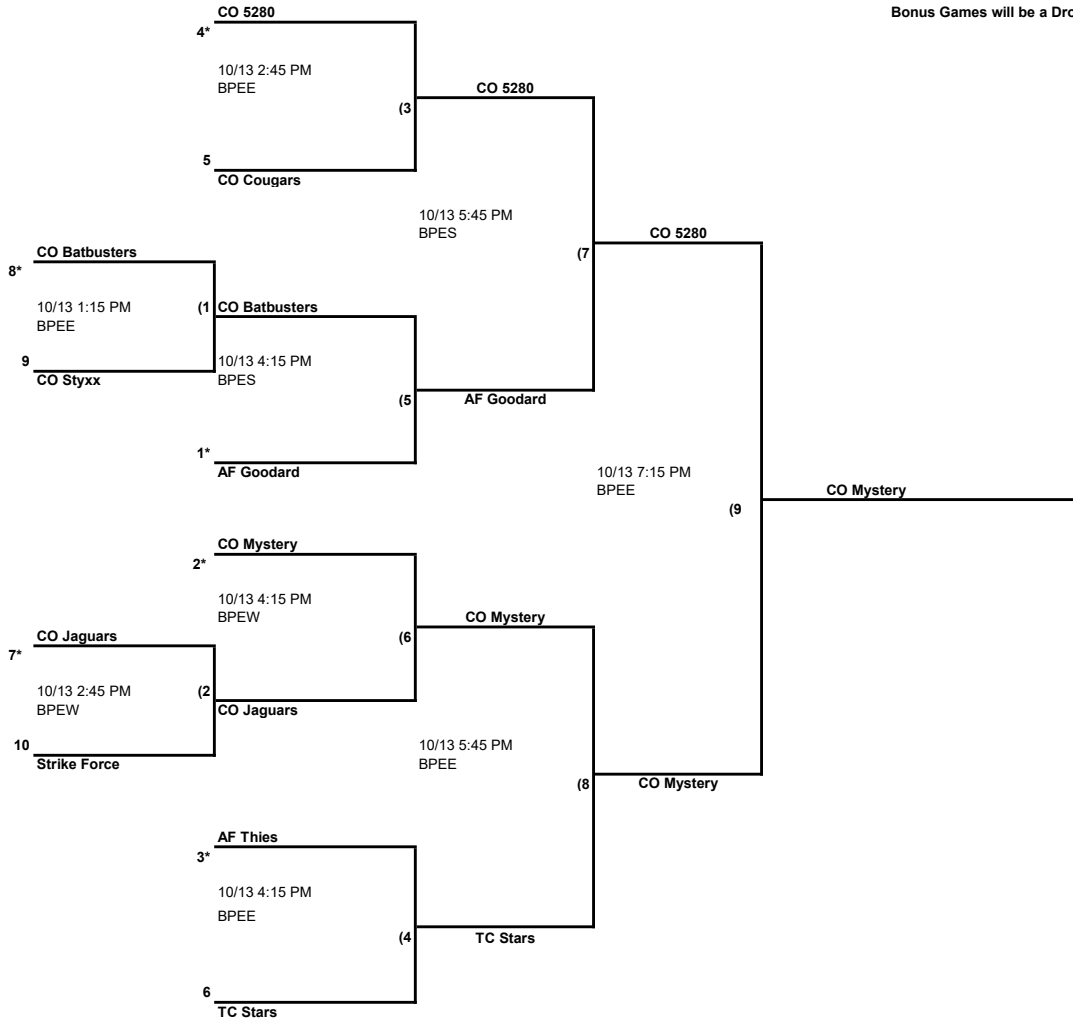 CO 5280
Bonus Games will be a Dro
4*
10/13 2:45 PM
BPEE
CO 5280
(3
5
CO Cougars
10/13 5:45 PM
BPES
CO 5280
CO Batbusters
(7
8*
10/13 1:15 PM
BPEE
(1
CO Batbusters
9
CO Styxx
10/13 4:15 PM
BPES
(5
AF Goodard
1*
AF Goodard
10/13 7:15 PM
BPEE
CO Mystery
(9
CO Mystery
2*
10/13 4:15 PM
BPEW
CO Mystery
CO Jaguars
(6
7*
10/13 2:45 PM
BPEW
(2
CO Jaguars
10
Strike Force
10/13 5:45 PM
BPEE
(8
CO Mystery
AF Thies
3*
10/13 4:15 PM
BPEE
(4
TC Stars
6
TC Stars